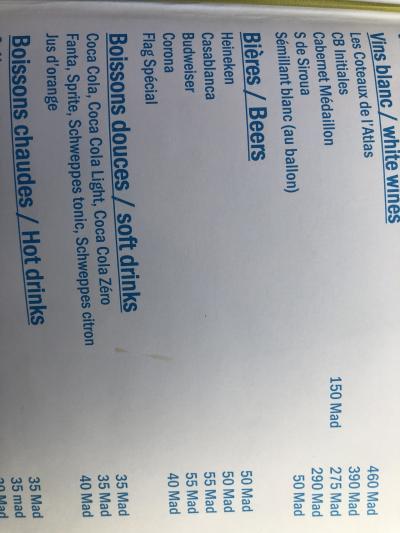 Vins blanc / white wines
Les Coteaux de l'Atlas 460 Mad
CB Initiales 390 Mad
Cabernet Médaillon 150 Mad 275 Mad
S de Siroua 290 Mad
Sémillant blanc (au ballon) 50 Mad
Bières / Beers
Heineken 50 Mad
Casablanca 50 Mad
Budweiser 55 Mad
Corona 55 Mad
Flag Spécial 40 Mad
Boissons douces / soft drinks
Coca Cola, Coca Cola Light, Coca Cola Zéro 35 Mad
Fanta, Sprite, Schweppes tonic, Schweppes citron 35 Mad
Jus d'orange 40 Mad
Boissons chaudes / Hot drinks
35 Mad
35 mad